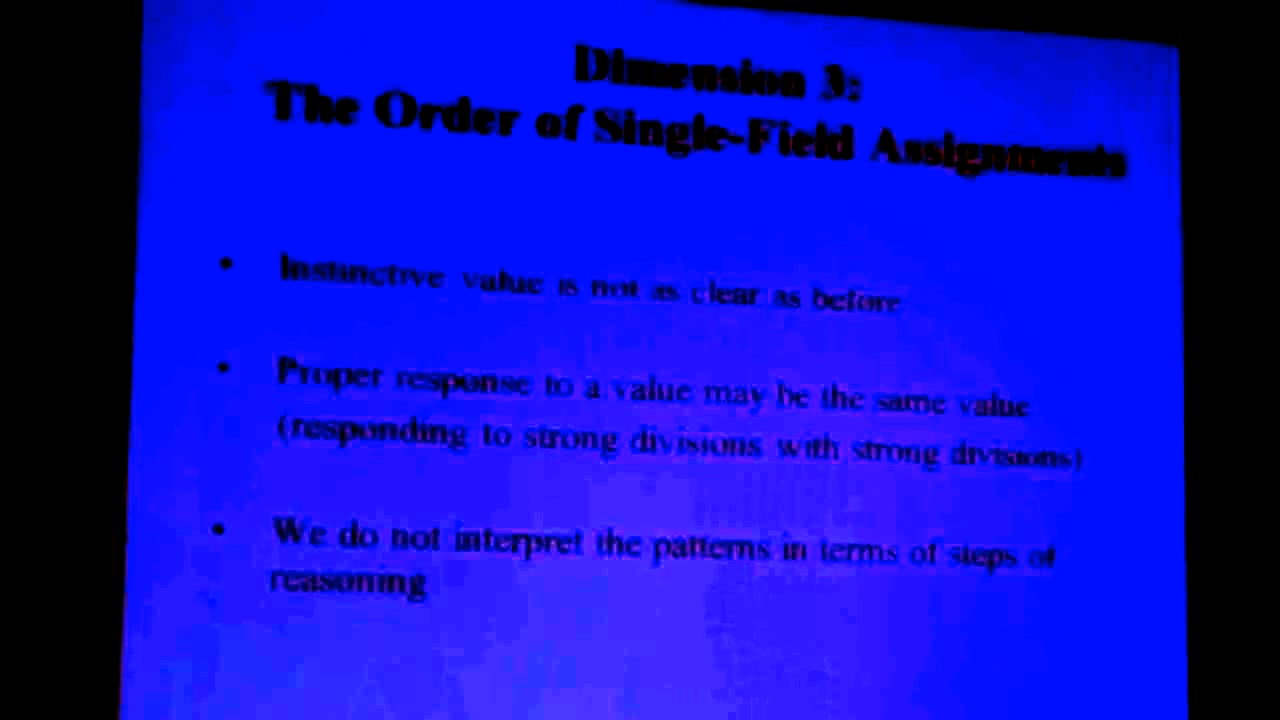 Dimension 3:
The Order of Single-Field Assignments
• Instinctive value is not as clear as before
• Proper response to a value may be the same value
(responding to strong divisions with strong divisions)
• We do not interpret the patterns in terms of steps of
reasoning